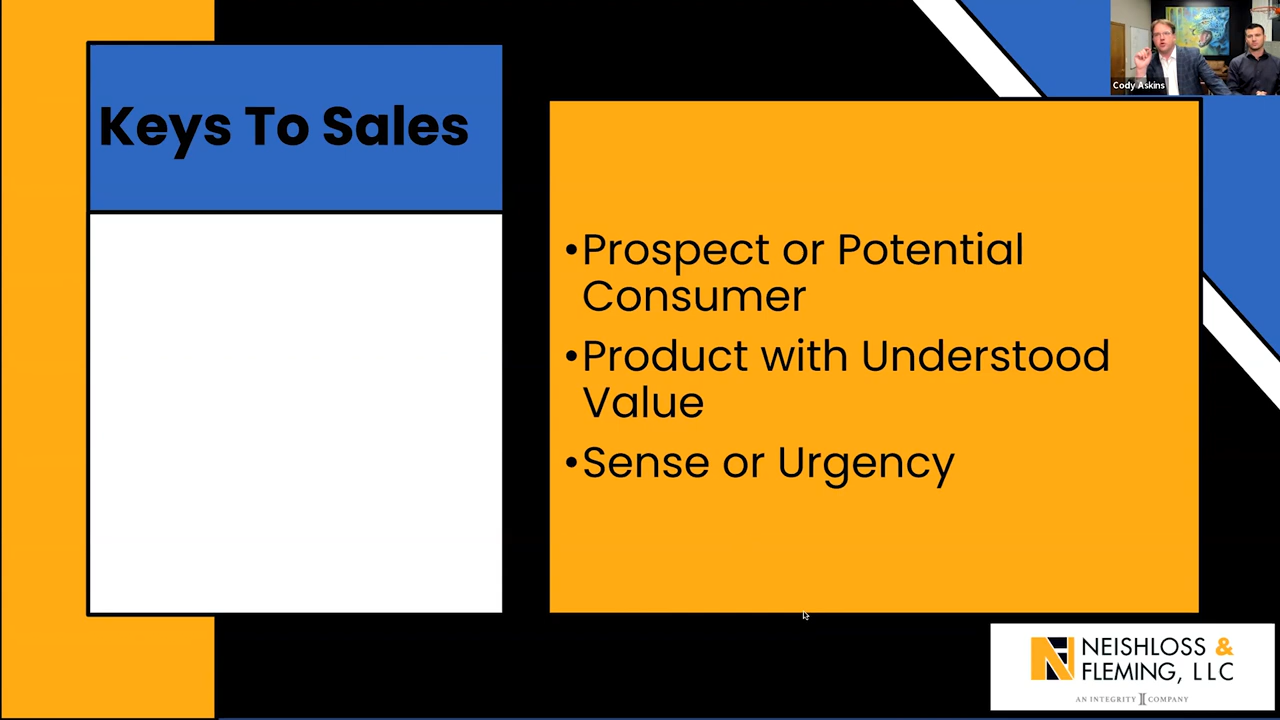 Cody Askins
Keys To Sales
•Prospect or Potential
Consumer
•Product with Understood
Value
•Sense or Urgency
NEISHLOSS &
FLEMING, LLC
AN INTEGRITY COMPANY